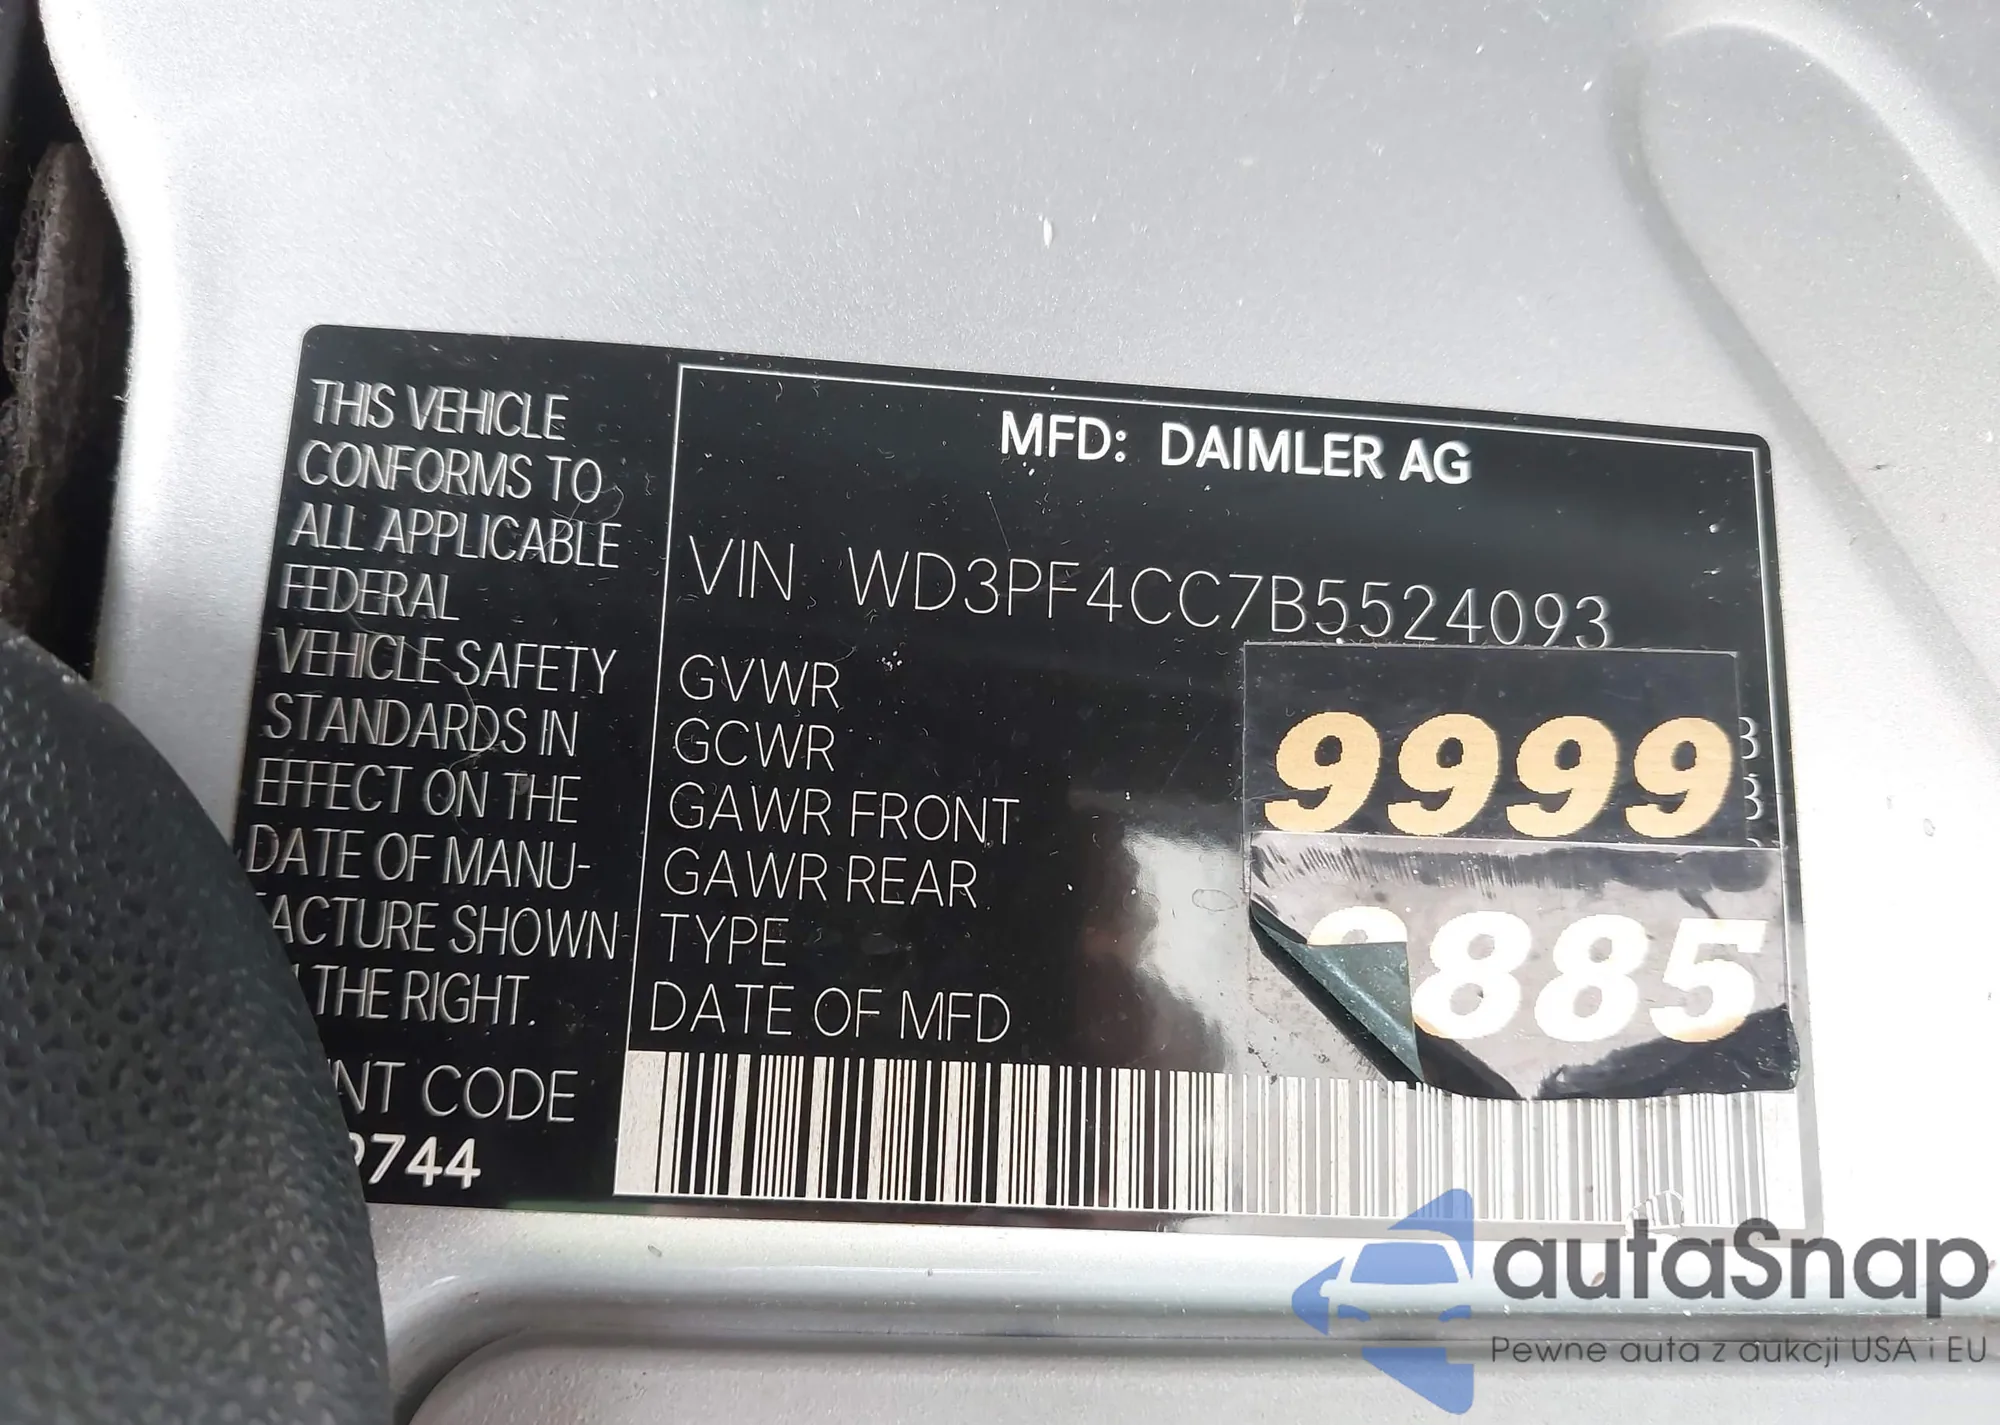 THIS VEHICLE
CONFORMS TO
ALL APPLICABLE
FEDERAL
VEHICLE SAFETY
STANDARDS IN
EFFECT ON THE
DATE OF MANU-
ACTURE SHOWN
THE RIGHT.
NT CODE
9744
MFD: DAIMLER AG
VIN WD3PF4CC7B5524093
GVWR
GCWR
GAWR FRONT
GAWR REAR
TYPE
DATE OF MFD
9999
885
autaSnap
Pewne auta z aukcji USA i EU